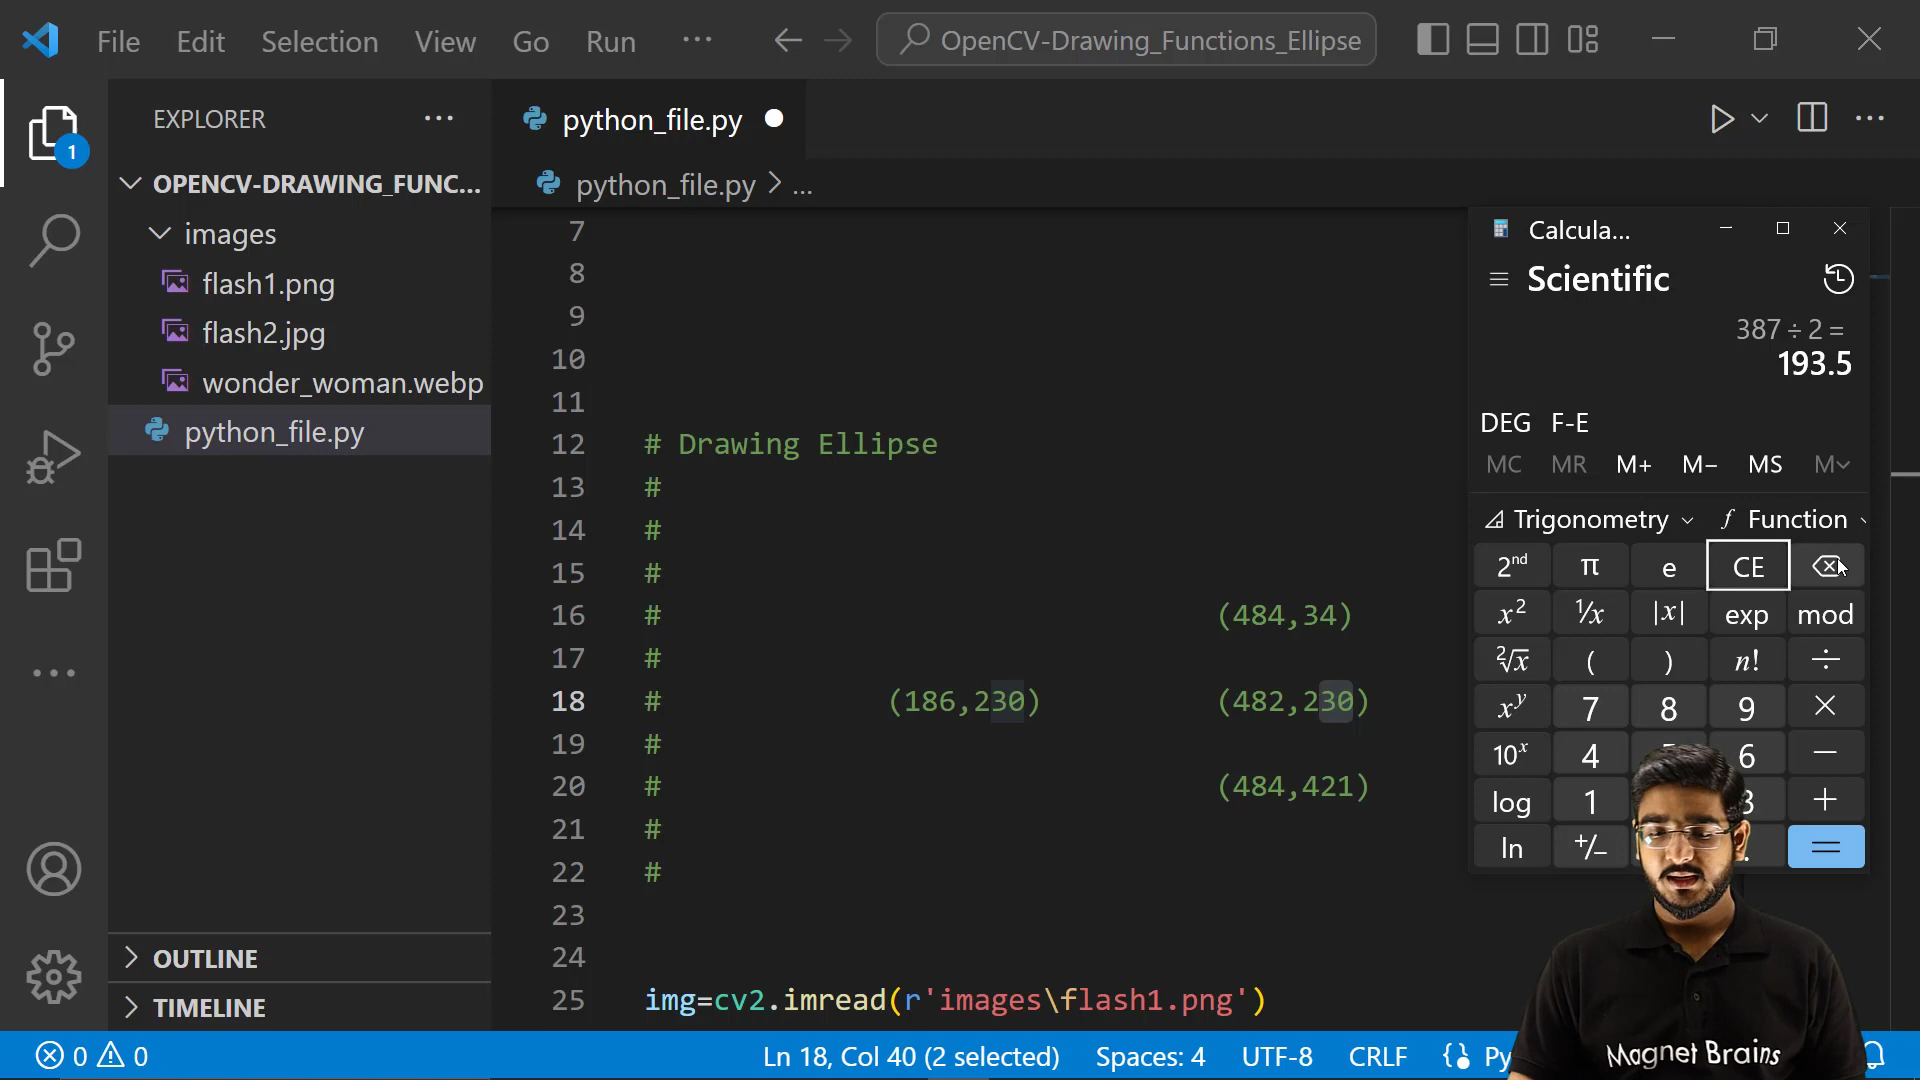 File Edit Selection View Go Run ... OpenCV-Drawing_Functions_Ellipse
EXPLORER ...
python_file.py
OPENCV-DRAWING_FUNC...
python_file.py > ...
images
flash1.png
flash2.jpg
wonder_woman.webp
python_file.py
OUTLINE
TIMELINE
7
8
9
10
11
12 # Drawing Ellipse
13 #
14 #
15 #
16 # (484,34)
17 #
18 # (186,230) (482,230)
19 #
20 # (484,421)
21 #
22 #
23
24
25 img=cv2.imread(r'images\flash1.png')
Calcula...
Scientific
387 ÷ 2 =
193.5
DEG F-E
MC MR M+ M− MS M
Trigonometry f Function
2nd π e CE
x² ⅟x |x| exp mod
²√x ( ) n! ÷
xʸ 7 8 9 ×
10ˣ 4 6 −
log 1 3 +
ln +/− . =
1
0 0 Ln 18, Col 40 (2 selected) Spaces: 4 UTF-8 CRLF {} Py
Magnet Brains